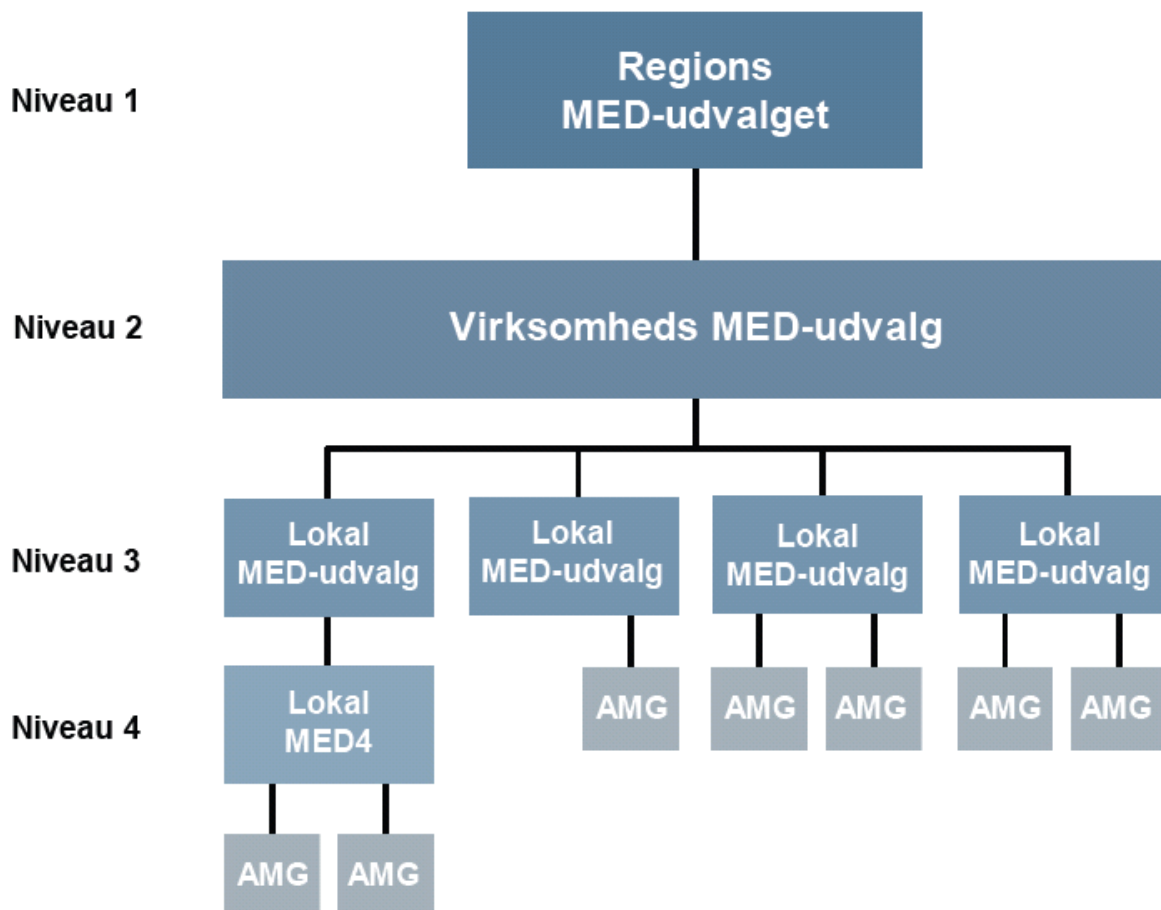 Niveau 1
Regions
MED-udvalget
Niveau 2
Virksomheds MED-udvalg
Niveau 3
Lokal
MED-udvalg
Lokal
MED-udvalg
Lokal
MED-udvalg
Lokal
MED-udvalg
Niveau 4
Lokal
MED4
AMG
AMG
AMG
AMG
AMG
AMG
AMG